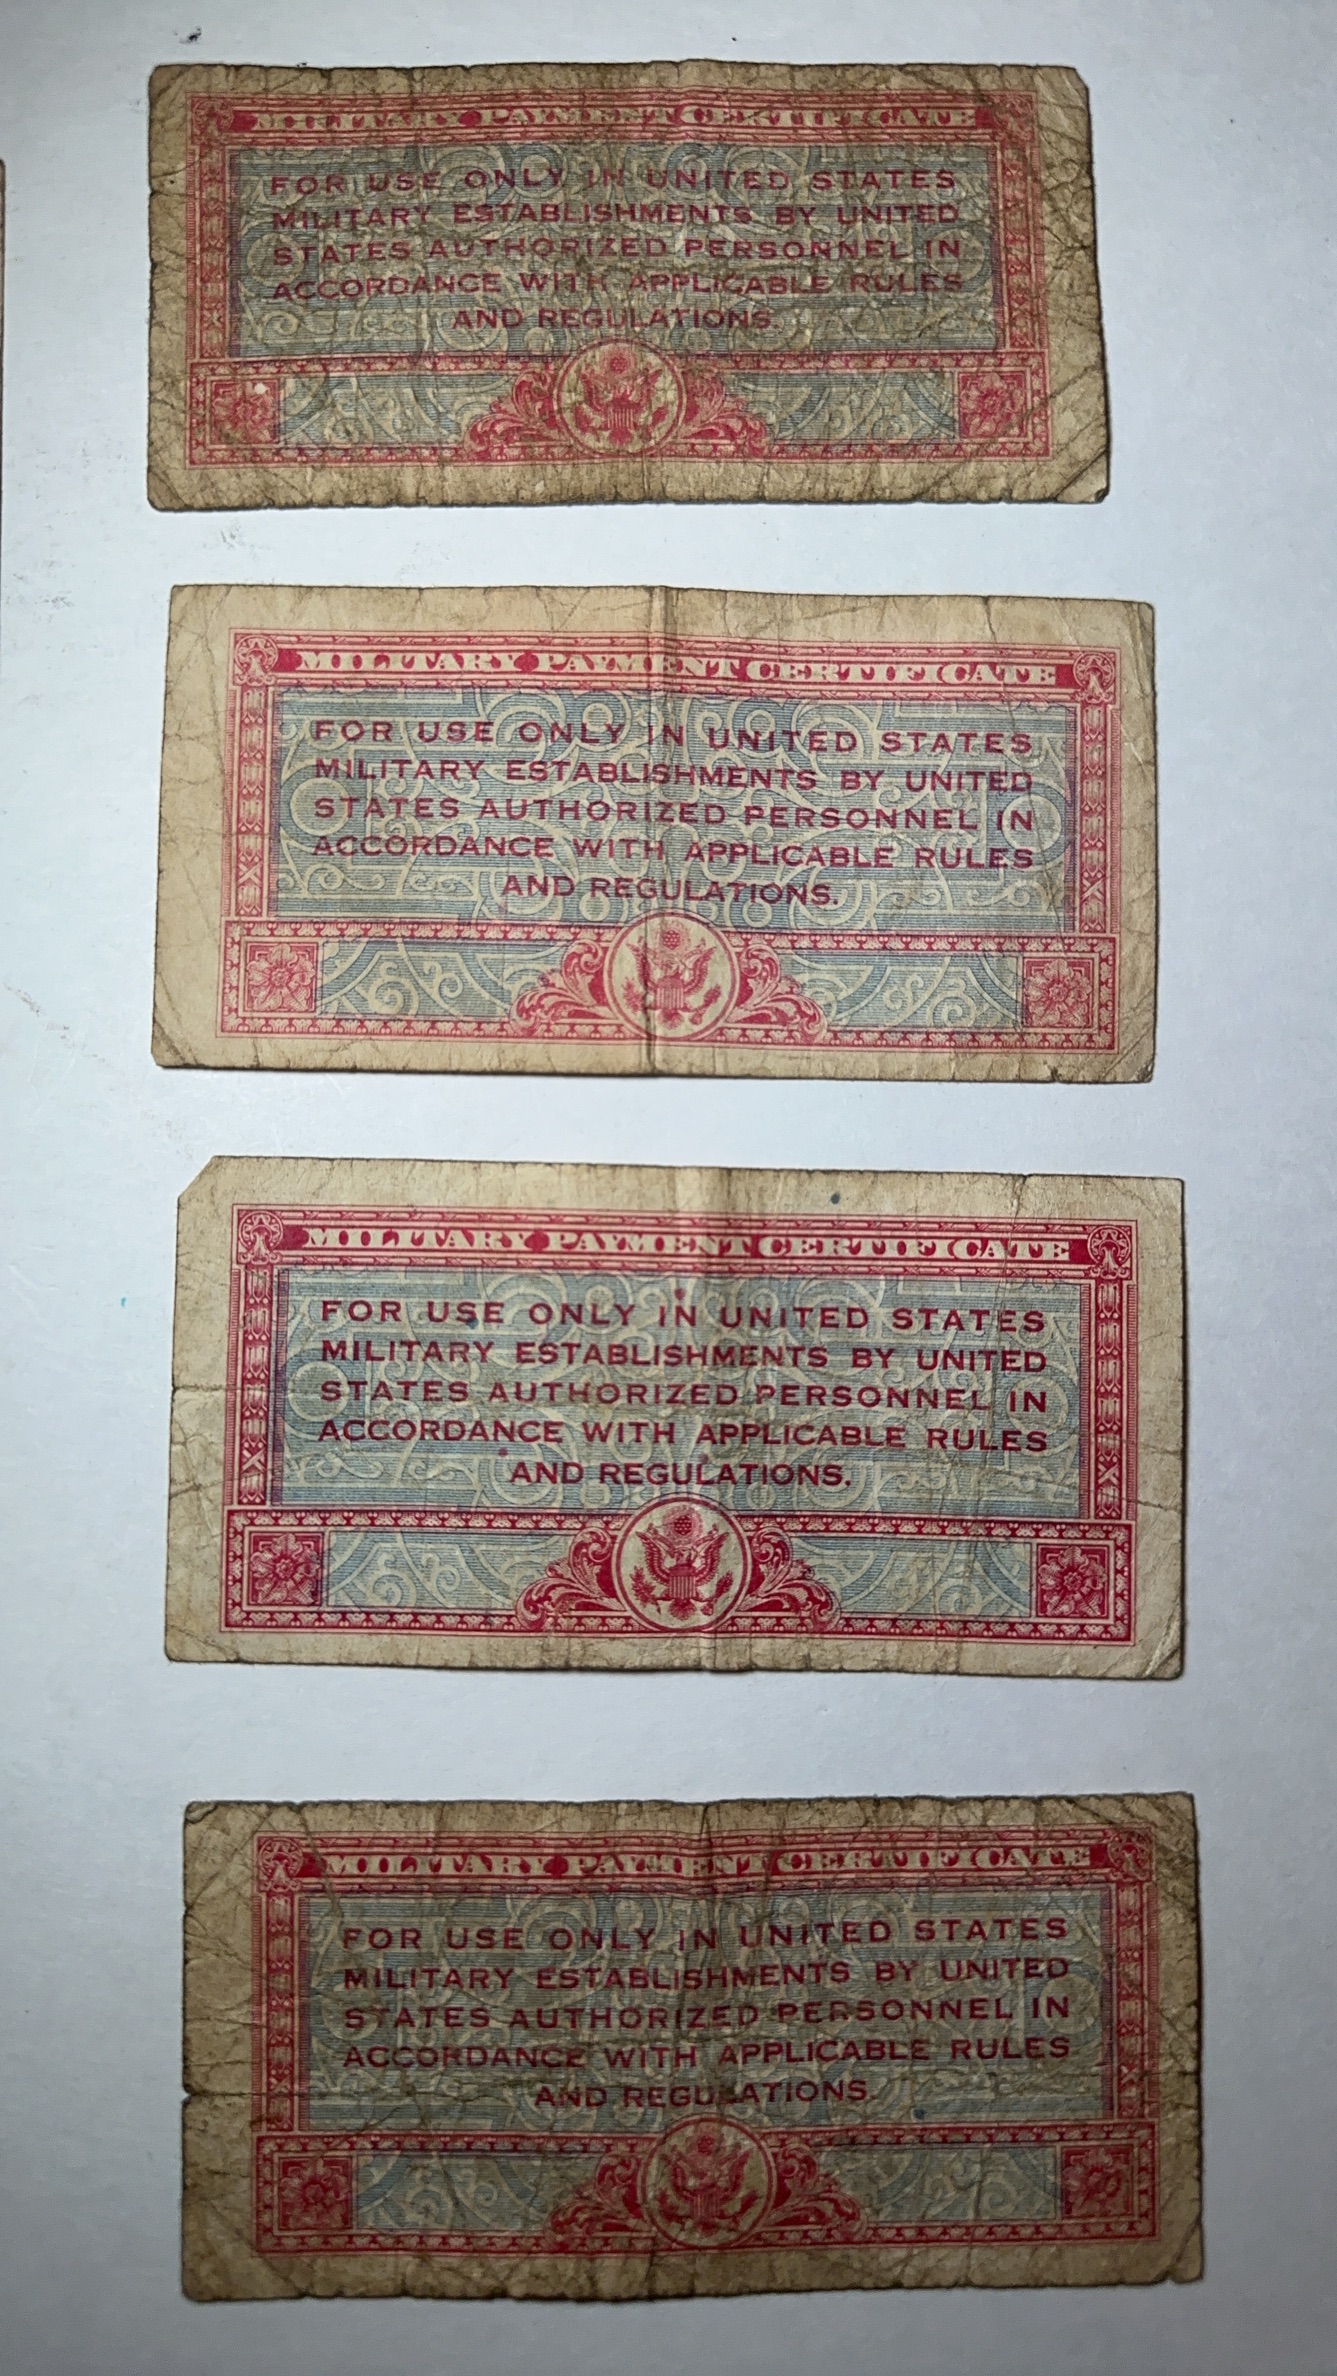 MILITARY PAYMENT CERTIFICATE
FOR USE ONLY IN UNITED STATES
MILITARY ESTABLISHMENTS BY UNITED
STATES AUTHORIZED PERSONNEL IN
ACCORDANCE WITH APPLICABLE RULES
AND REGULATIONS.
MILITARY PAYMENT CERTIFICATE
FOR USE ONLY IN UNITED STATES
MILITARY ESTABLISHMENTS BY UNITED
STATES AUTHORIZED PERSONNEL IN
ACCORDANCE WITH APPLICABLE RULES
AND REGULATIONS.
MILITARY PAYMENT CERTIFICATE
FOR USE ONLY IN UNITED STATES
MILITARY ESTABLISHMENTS BY UNITED
STATES AUTHORIZED PERSONNEL IN
ACCORDANCE WITH APPLICABLE RULES
AND REGULATIONS.
MILITARY PAYMENT CERTIFICATE
FOR USE ONLY IN UNITED STATES
MILITARY ESTABLISHMENTS BY UNITED
STATES AUTHORIZED PERSONNEL IN
ACCORDANCE WITH APPLICABLE RULES
AND REGULATIONS.